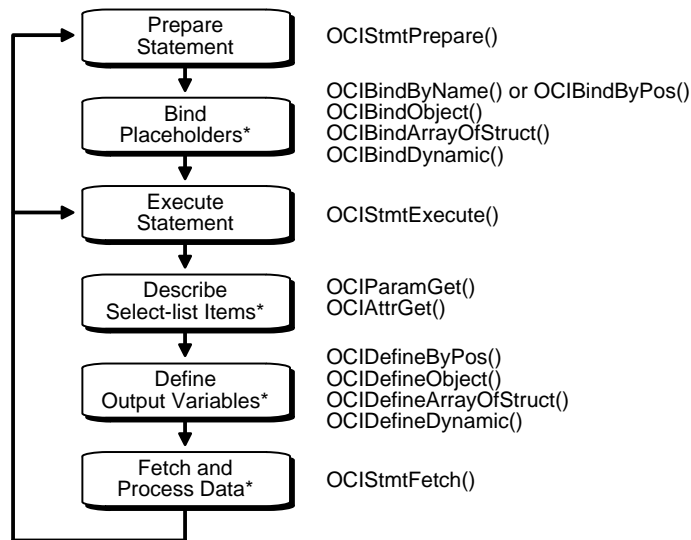 Prepare
Statement
OCIStmtPrepare()
Bind
Placeholders*
OCIBindByName() or OCIBindByPos()
OCIBindObject()
OCIBindArrayOfStruct()
OCIBindDynamic()
Execute
Statement
OCIStmtExecute()
Describe
Select-list Items*
OCIParamGet()
OCIAttrGet()
Define
Output Variables*
OCIDefineByPos()
OCIDefineObject()
OCIDefineArrayOfStruct()
OCIDefineDynamic()
Fetch and
Process Data*
OCIStmtFetch()